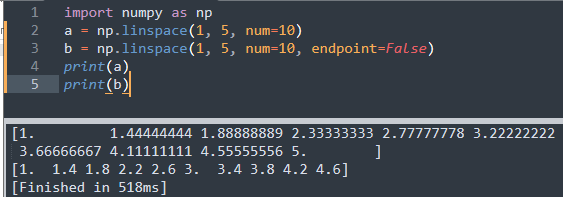 1 import numpy as np
2 a = np.linspace(1, 5, num=10)
3 b = np.linspace(1, 5, num=10, endpoint=False)
4 print(a)
5 print(b)
[1.         1.44444444 1.88888889 2.33333333 2.77777778 3.22222222
 3.66666667 4.11111111 4.55555556 5.        ]
[1.  1.4 1.8 2.2 2.6 3.  3.4 3.8 4.2 4.6]
[Finished in 518ms]